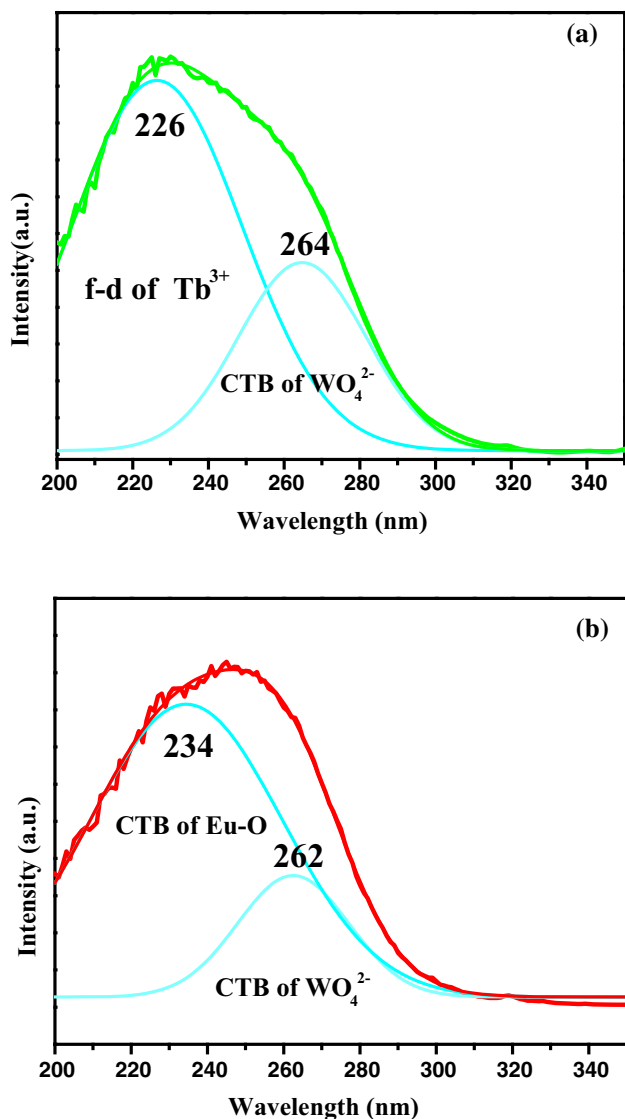 (a)
226
264
f-d of Tb³⁺
CTB of WO₄²⁻
Intensity(a.u.)
200 220 240 260 280 300 320 340
Wavelength (nm)
(b)
234
CTB of Eu-O
262
CTB of WO₄²⁻
Intensity (a.u.)
200 220 240 260 280 300 320 340
Wavelength (nm)